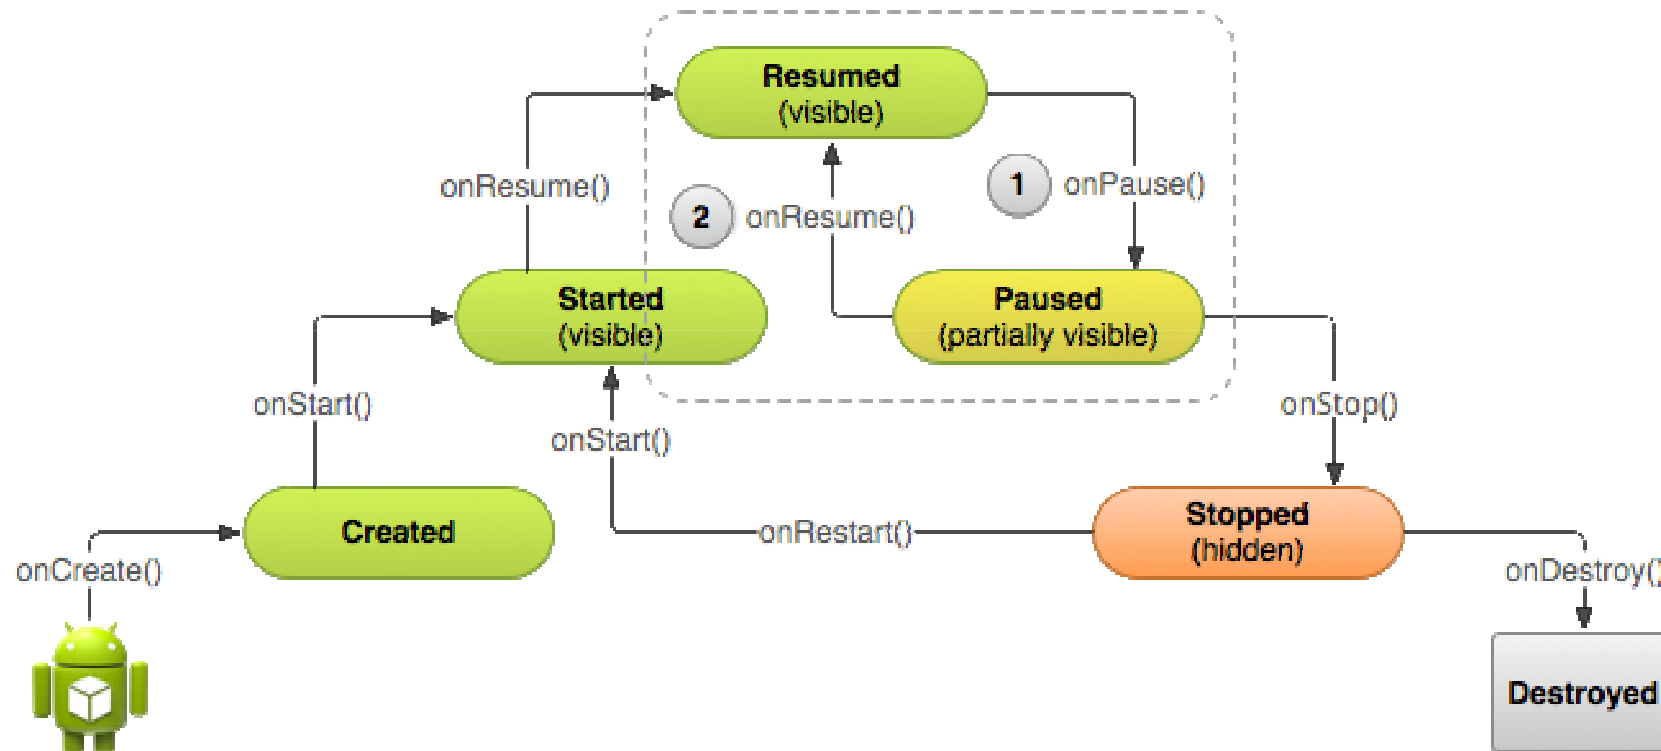 Resumed
(visible)
onResume()
2
onResume()
1
onPause()
Started
(visible)
Paused
(partially visible)
onStart()
onStart()
onStop()
Created
onRestart()
Stopped
(hidden)
onCreate()
onDestroy()
Destroyed